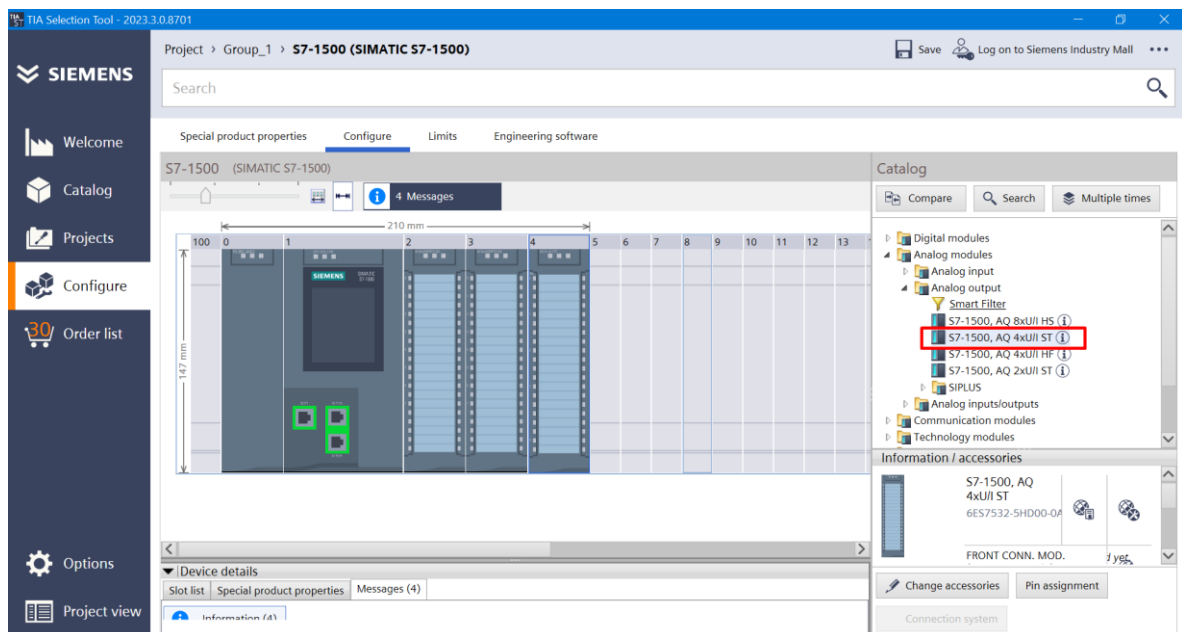 TIA Selection Tool - 2023.3.0.8701
SIEMENS
Welcome
Catalog
Projects
Configure
30 Order list
Options
Project view
Project > Group_1 > S7-1500 (SIMATIC S7-1500)
Save Log on to Siemens Industry Mall
Search
Special product properties Configure Limits Engineering software
S7-1500 (SIMATIC S7-1500)
4 Messages
210 mm
100 0 1 2 3 4 5 6 7 8 9 10 11 12 13
SIEMENS
147 mm
Device details
Slot list Special product properties Messages (4)
Information (4)
Catalog
Compare Search Multiple times
Digital modules
Analog modules
Analog input
Analog output
Smart Filter
S7-1500, AQ 8xU/I HS
S7-1500, AQ 4xU/I ST
S7-1500, AQ 4xU/I HF
S7-1500, AQ 2xU/I ST
SIPLUS
Analog inputs/outputs
Communication modules
Technology modules
Information / accessories
S7-1500, AQ
4xU/I ST
6ES7532-5HD00-0A
FRONT CONN. MOD.
yet
Change accessories Pin assignment
Connection system